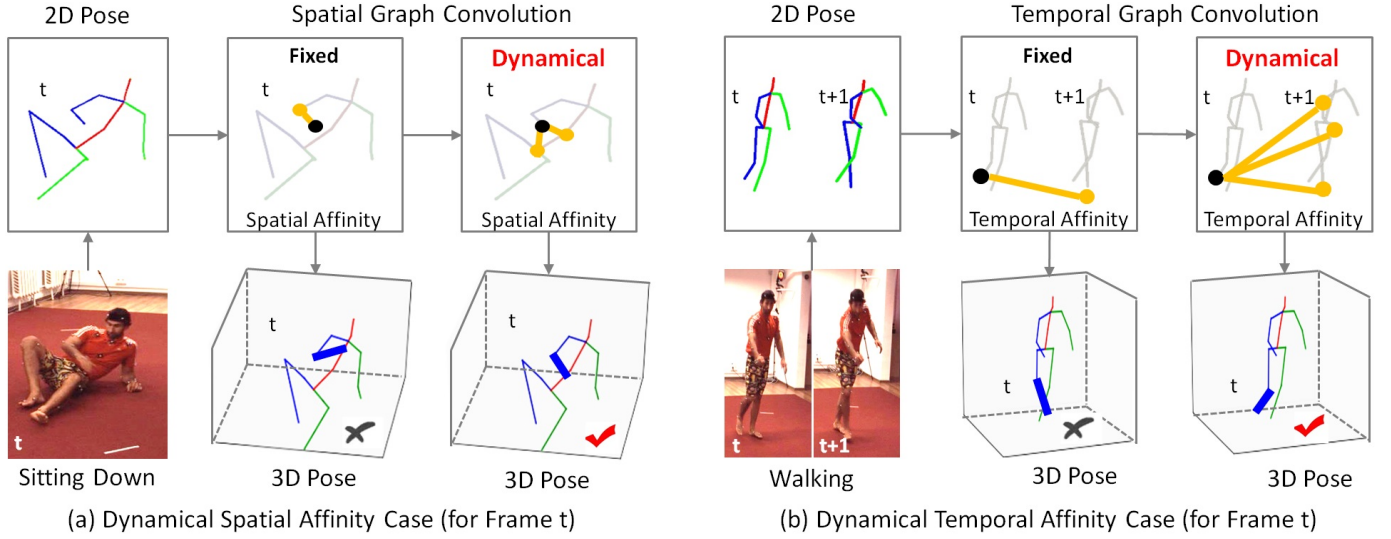 2D Pose
Spatial Graph Convolution
t
Fixed
Spatial Affinity
Dynamical
Spatial Affinity
t
Sitting Down
t
3D Pose
t
3D Pose
(a) Dynamical Spatial Affinity Case (for Frame t)
2D Pose
Temporal Graph Convolution
t
t+1
Fixed
t
t+1
Temporal Affinity
Dynamical
t
t+1
Temporal Affinity
t
t+1
Walking
t
3D Pose
t
3D Pose
(b) Dynamical Temporal Affinity Case (for Frame t)